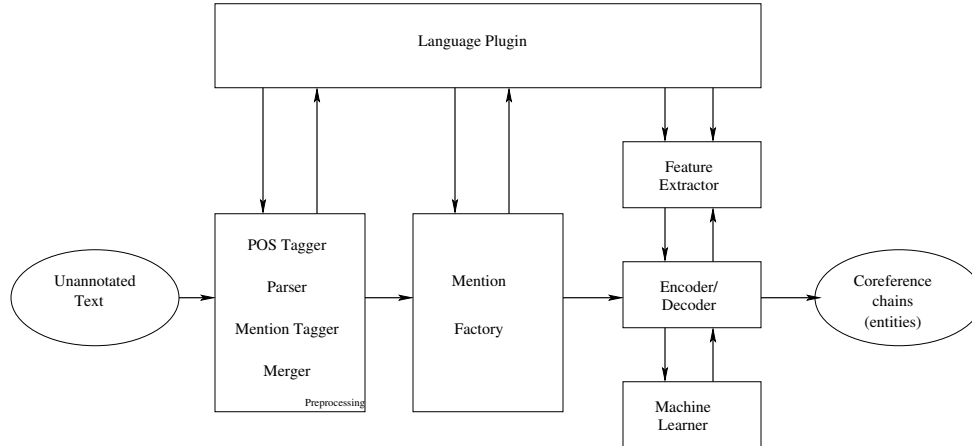 Language Plugin
Feature
Extractor
Unannotated
Text
POS Tagger
Parser
Mention Tagger
Merger
Preprocessing
Mention
Factory
Encoder/
Decoder
Coreference
chains
(entities)
Machine
Learner